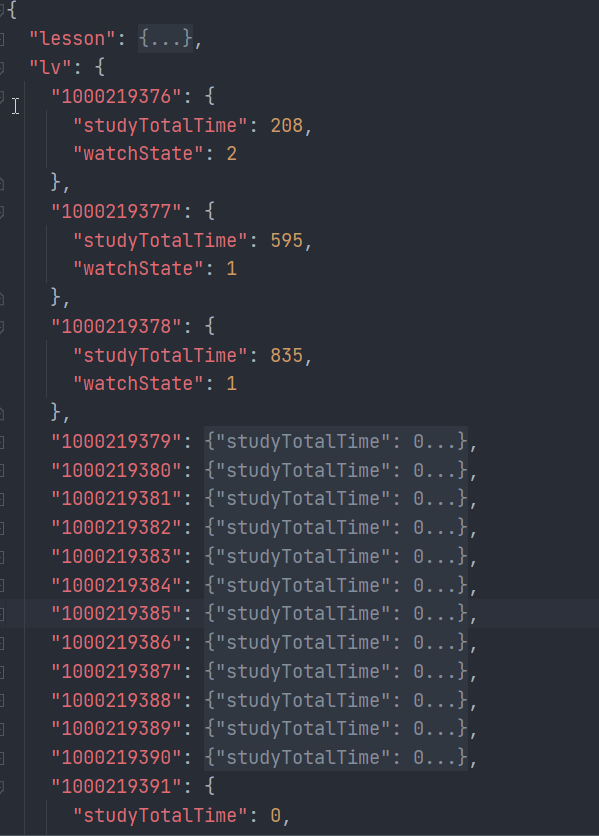 {
"lesson": {...},
"lv": {
"1000219376": {
"studyTotalTime": 208,
"watchState": 2
},
"1000219377": {
"studyTotalTime": 595,
"watchState": 1
},
"1000219378": {
"studyTotalTime": 835,
"watchState": 1
},
"1000219379": {"studyTotalTime": 0...},
"1000219380": {"studyTotalTime": 0...},
"1000219381": {"studyTotalTime": 0...},
"1000219382": {"studyTotalTime": 0...},
"1000219383": {"studyTotalTime": 0...},
"1000219384": {"studyTotalTime": 0...},
"1000219385": {"studyTotalTime": 0...},
"1000219386": {"studyTotalTime": 0...},
"1000219387": {"studyTotalTime": 0...},
"1000219388": {"studyTotalTime": 0...},
"1000219389": {"studyTotalTime": 0...},
"1000219390": {"studyTotalTime": 0...},
"1000219391": {
"studyTotalTime": 0,